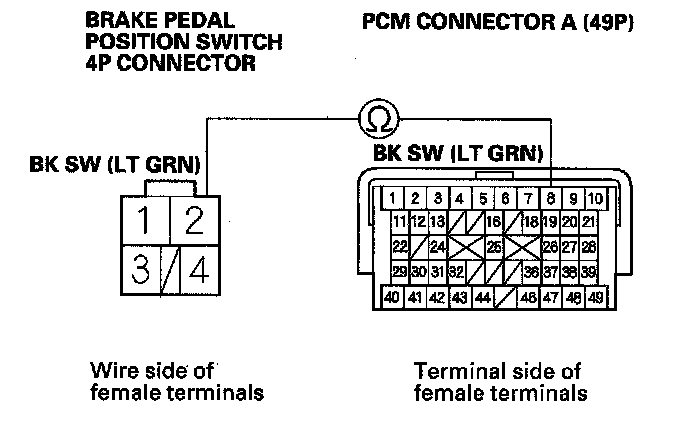 BRAKE PEDAL
POSITION SWITCH
4P CONNECTOR
PCM CONNECTOR A (49P)
Ω
BK SW (LT GRN)
BK SW (LT GRN)
1 2
3 4
1 2 3 4 5 6 7 8 9 10
11 12 13 16 18 19 20 21
22 24 25 26 27 28
29 30 31 32 36 37 38 39
40 41 42 43 44 46 47 48 49
Wire side of
female terminals
Terminal side of
female terminals